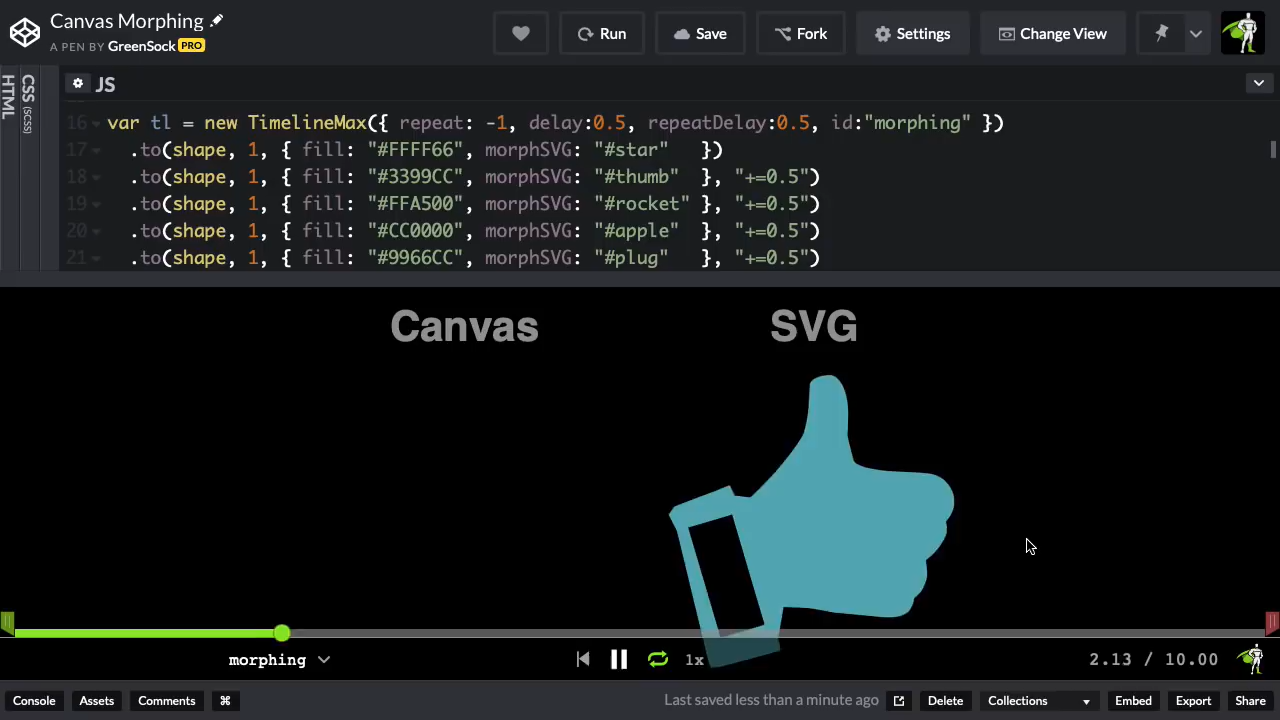 Canvas Morphing
A PEN BY GreenSock PRO
Run
Save
Fork
Settings
Change View
HTML
CSS (SCSS)
JS
16 var tl = new TimelineMax({ repeat: -1, delay:0.5, repeatDelay:0.5, id:"morphing" })
17 .to(shape, 1, { fill: "#FFFF66", morphSVG: "#star" })
18 .to(shape, 1, { fill: "#3399CC", morphSVG: "#thumb" }, "+=0.5")
19 .to(shape, 1, { fill: "#FFA500", morphSVG: "#rocket" }, "+=0.5")
20 .to(shape, 1, { fill: "#CC0000", morphSVG: "#apple" }, "+=0.5")
21 .to(shape, 1, { fill: "#9966CC", morphSVG: "#plug" }, "+=0.5")
Canvas
SVG
morphing
1x
2.13 / 10.00
Console
Assets
Comments
⌘
Last saved less than a minute ago
Delete
Collections
Embed
Export
Share